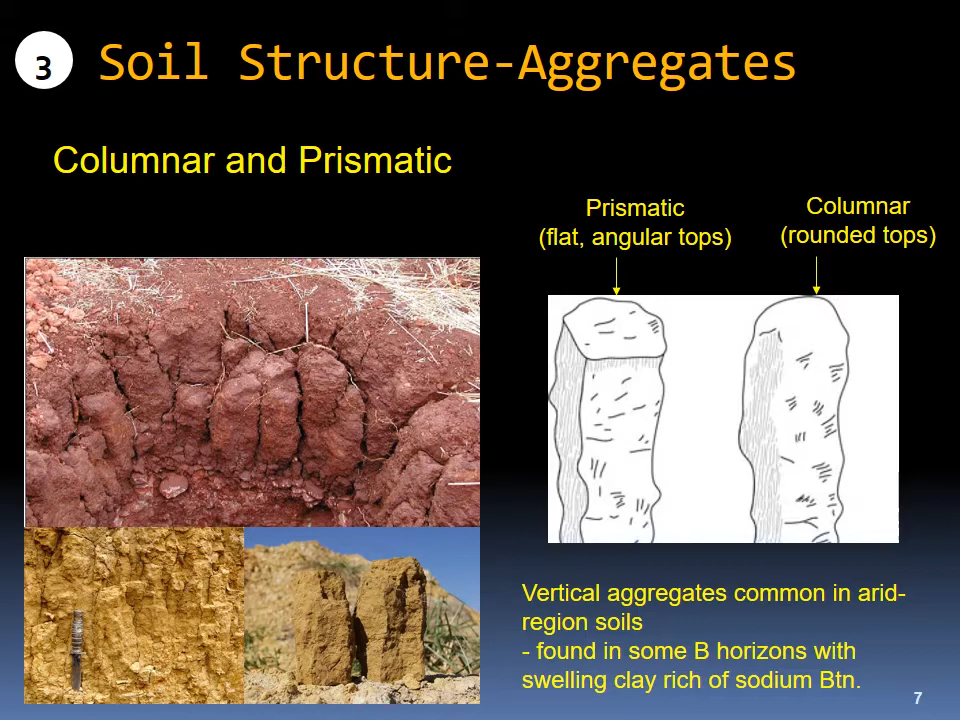 3
Soil Structure-Aggregates
Columnar and Prismatic
Prismatic
(flat, angular tops)
Columnar
(rounded tops)
Vertical aggregates common in arid-
region soils
- found in some B horizons with
swelling clay rich of sodium Btn.
7